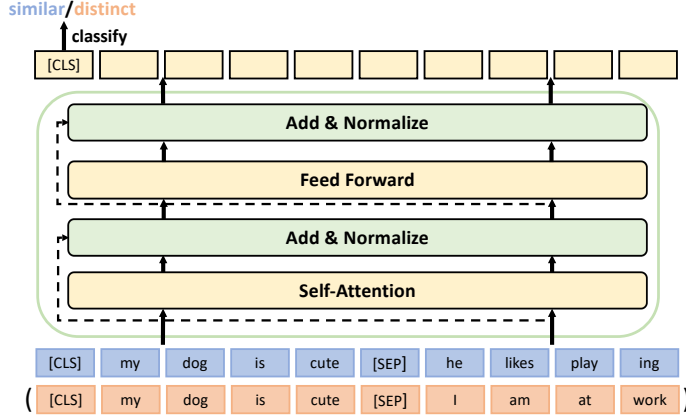 similar/distinct
classify
[CLS]
Add & Normalize
Feed Forward
Add & Normalize
Self-Attention
[CLS] my dog is cute [SEP] he likes play ing
( [CLS] my dog is cute [SEP] I am at work )